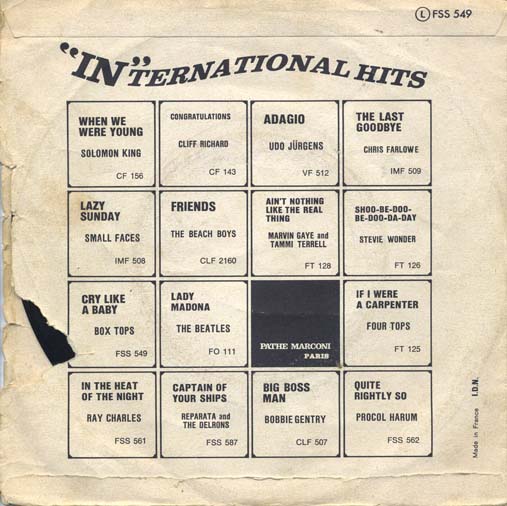 Ⓛ FSS 549
"IN"TERNATIONAL HITS
WHEN WE
WERE YOUNG
SOLOMON KING
CF 156
CONGRATULATIONS
CLIFF RICHARD
CF 143
ADAGIO
UDO JÜRGENS
VF 512
THE LAST
GOODBYE
CHRIS FARLOWE
IMF 509
LAZY
SUNDAY
SMALL FACES
IMF 508
FRIENDS
THE BEACH BOYS
CLF 2160
AIN'T NOTHING
LIKE THE REAL
THING
MARVIN GAYE and
TAMMI TERRELL
FT 128
SHOO-BE-DOO-
BE-DOO-DA-DAY
STEVIE WONDER
FT 126
CRY LIKE
A BABY
BOX TOPS
FSS 549
LADY
MADONA
THE BEATLES
FO 111
PATHE MARCONI
PARIS
IF I WERE
A CARPENTER
FOUR TOPS
FT 125
IN THE HEAT
OF THE NIGHT
RAY CHARLES
FSS 561
CAPTAIN OF
YOUR SHIPS
REPARATA and
THE DELRONS
FSS 587
BIG BOSS
MAN
BOBBIE GENTRY
CLF 507
QUITE
RIGHTLY SO
PROCOL HARUM
FSS 562
Made in France I.D.N.